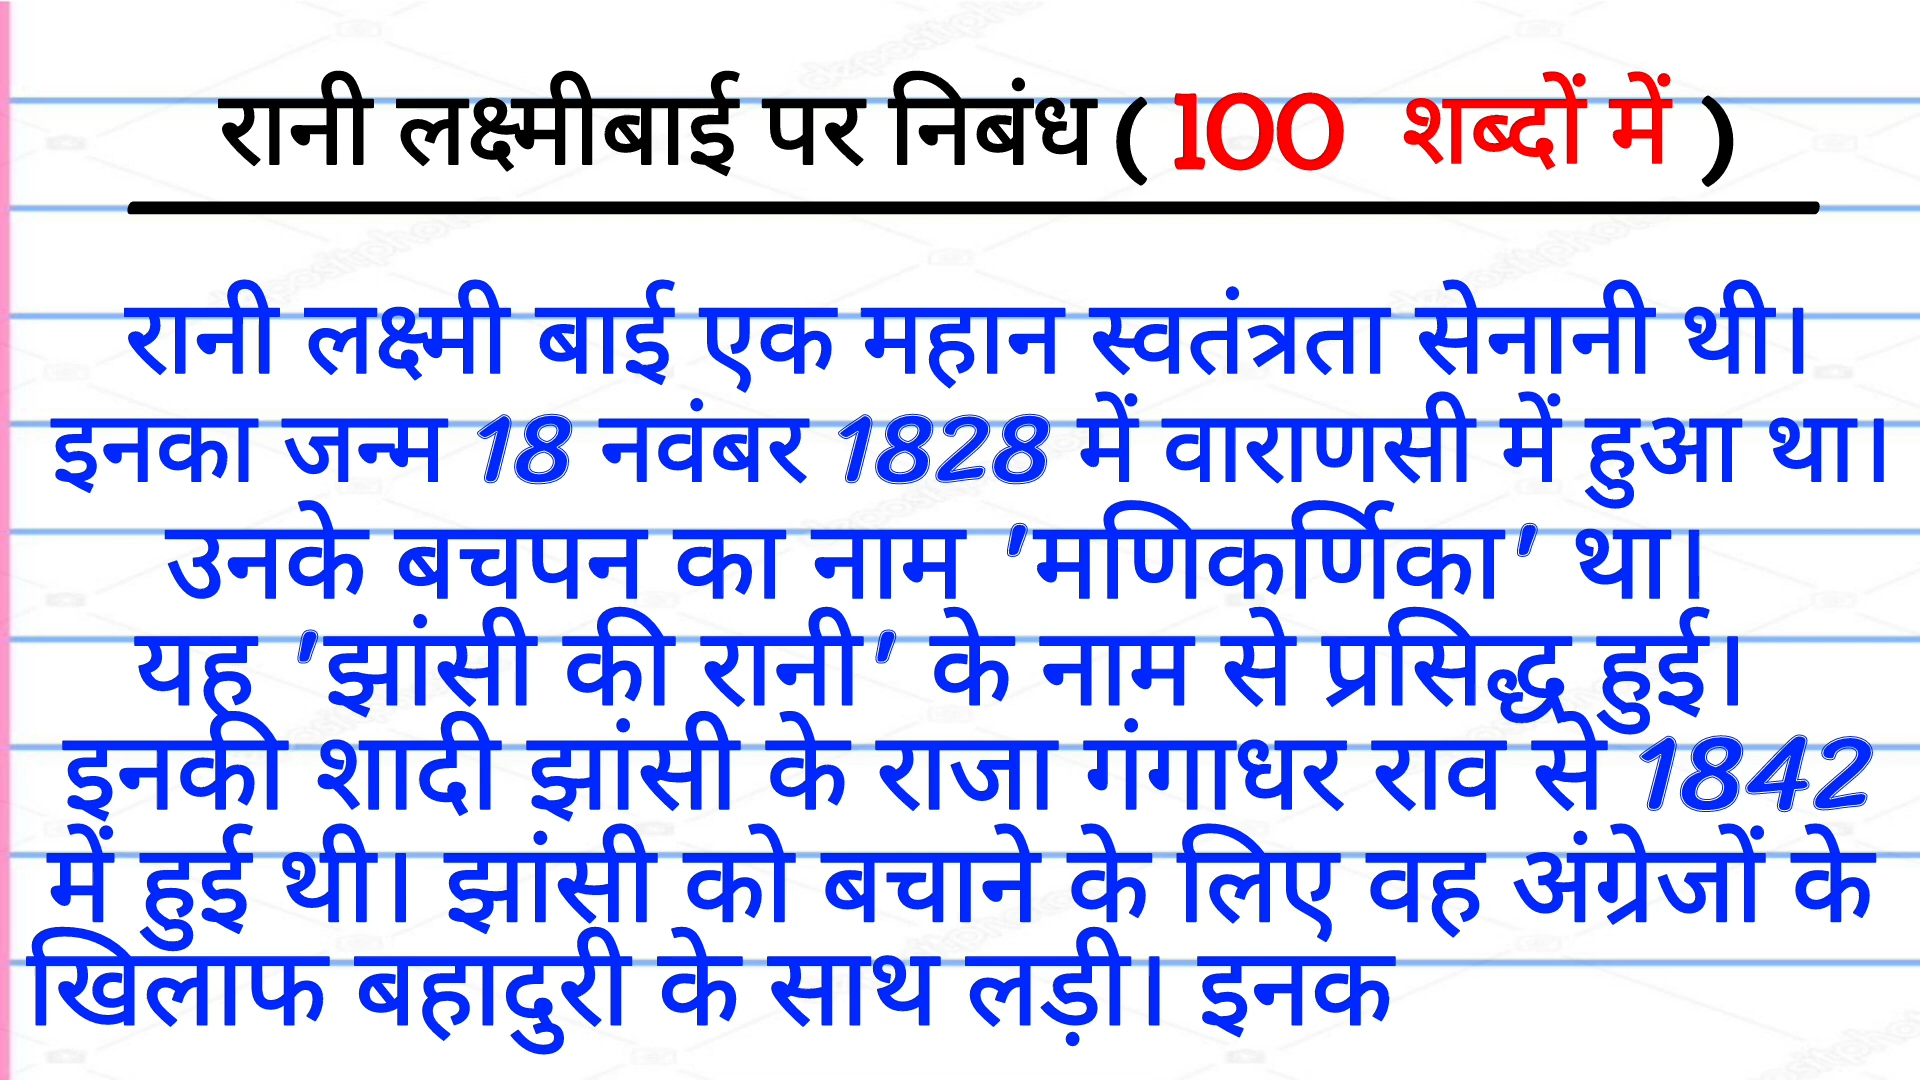 रानी लक्ष्मीबाई पर निबंध ( 100 शब्दों में )
रानी लक्ष्मी बाई एक महान स्वतंत्रता सेनानी थी।
इनका जन्म 18 नवंबर 1828 में वाराणसी में हुआ था।
उनके बचपन का नाम 'मणिकर्णिका' था।
यह 'झांसी की रानी' के नाम से प्रसिद्ध हुई।
इनकी शादी झांसी के राजा गंगाधर राव से 1842
में हुई थी। झांसी को बचाने के लिए वह अंग्रेजों के
खिलाफ बहादुरी के साथ लड़ी। इनक